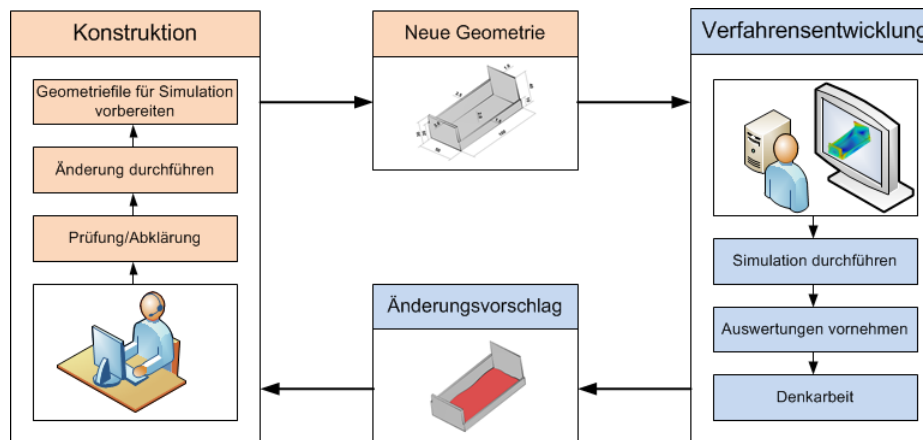 Konstruktion
Geometriefile für Simulation
vorbereiten
Änderung durchführen
Prüfung/Abklärung
Neue Geometrie
Änderungsvorschlag
Verfahrensentwicklung
Simulation durchführen
Auswertungen vornehmen
Denkarbeit